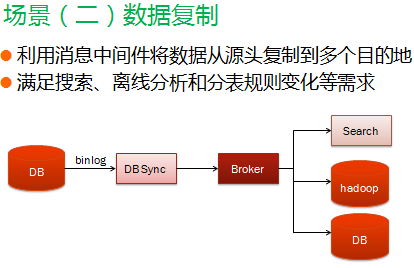 场景（二）数据复制
利用消息中间件将数据从源头复制到多个目的地
满足搜索、离线分析和分表规则变化等需求
Search
binlog
DB
DB Sync
Broker
hadoop
DB